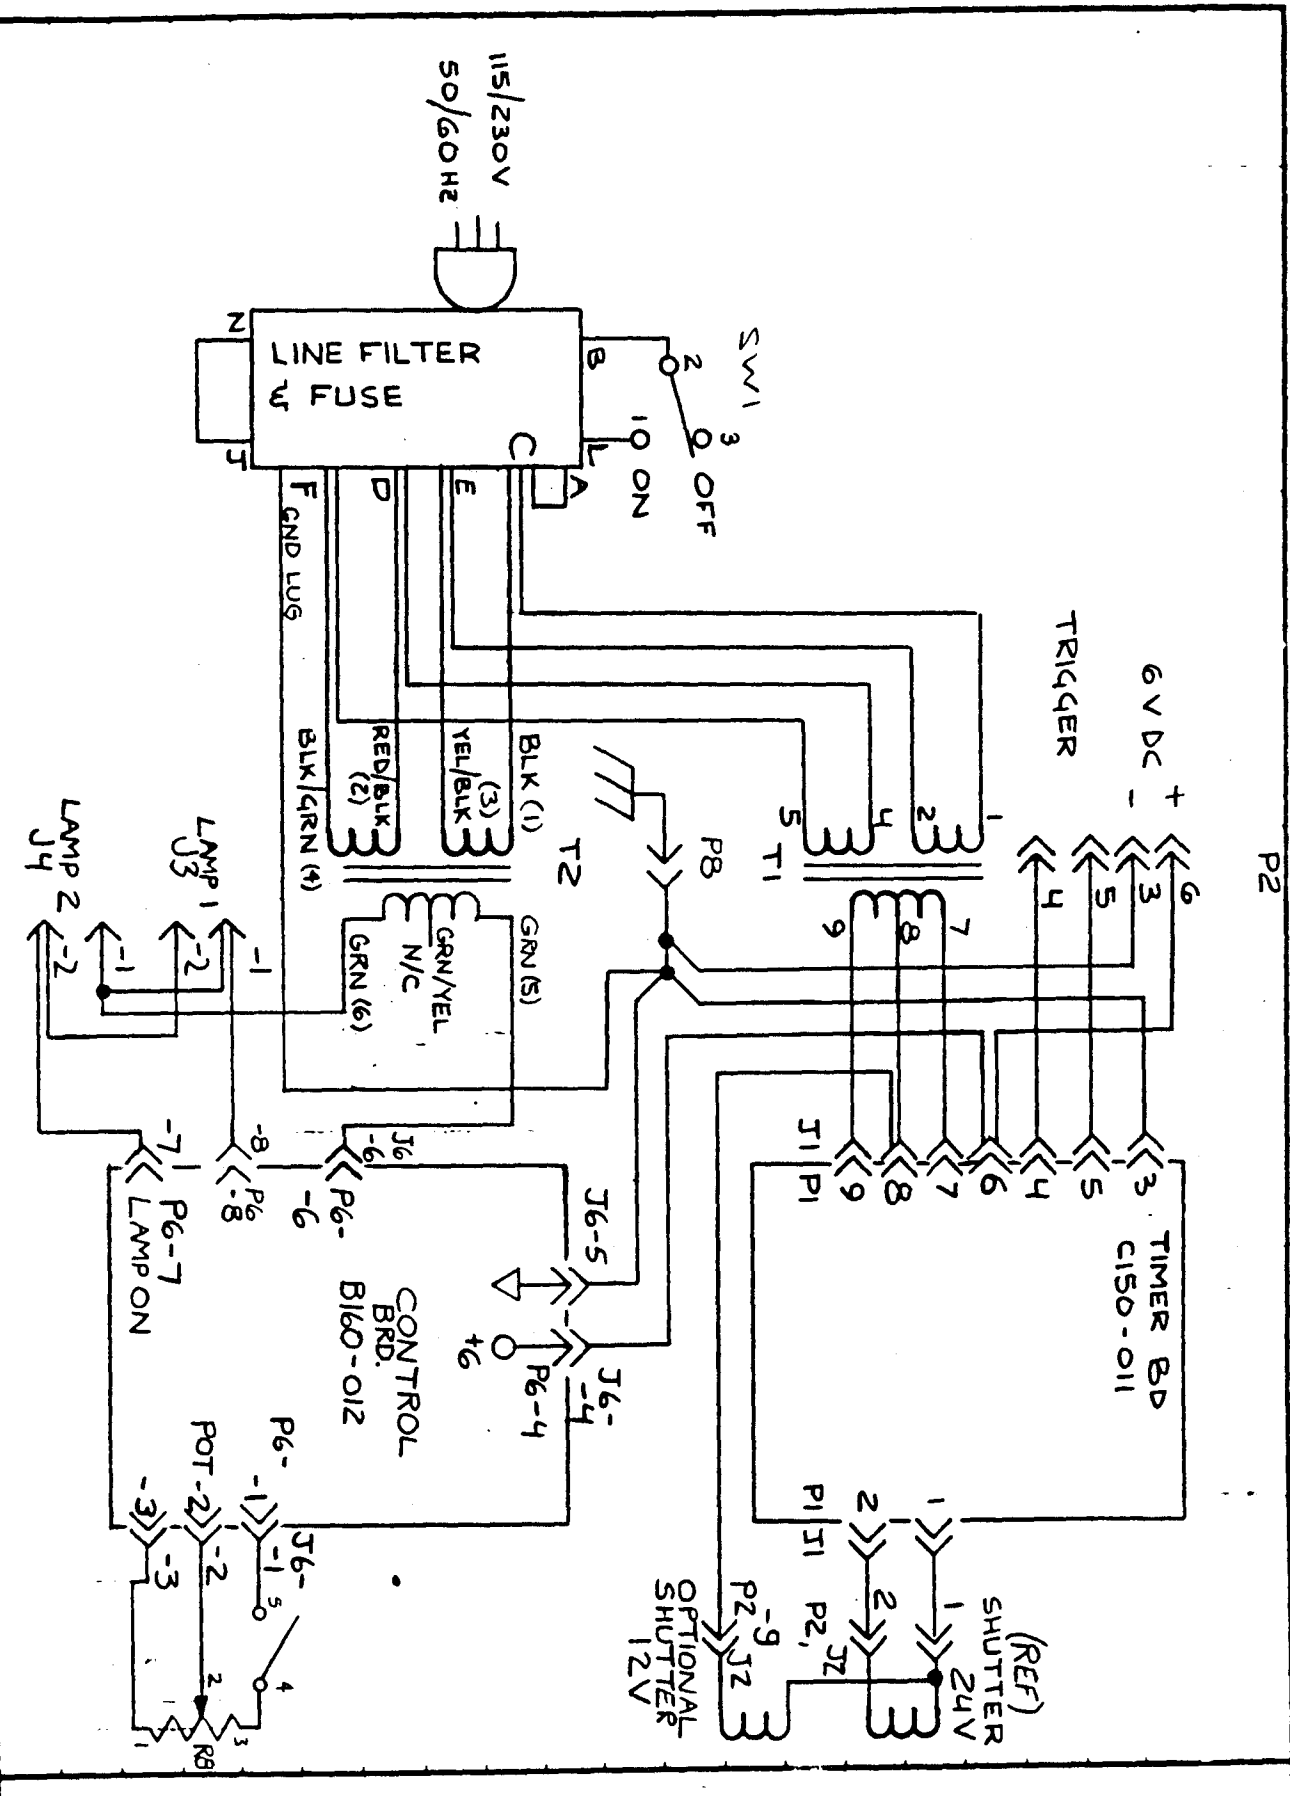 P2
6 V DC
+
-
TRIGGER
6
3
5
4
115/230V
50/60 HZ
SW1
2
3
1
OFF
ON
LINE FILTER
& FUSE
B
L
A
C
E
D
F
N
J
GND LUG
BLK (1)
YEL/BLK
(3)
RED/BLK
(2)
BLK/GRN (4)
T2
GRN (5)
GRN/YEL
N/C
GRN (6)
T1
1
2
4
5
7
8
9
P8
LAMP 1
J3
-1
-2
LAMP 2
J4
-1
-2
J1
P1
3
5
4
6
7
8
9
TIMER BD
C150-011
P1
J1
1
2
1
2
P2,
J2
(REF)
SHUTTER
24V
P2
-9
J2
OPTIONAL
SHUTTER
12V
J6-5
J6-
-4
P6-4
+6
CONTROL
BRD.
B160-012
J6
-6
P6-
-6
-8
P6
-8
-7
P6-7
LAMP ON
P6-
-1
POT -2
-3
J6-
-1
-2
-3
5
4
2
1
3
R8